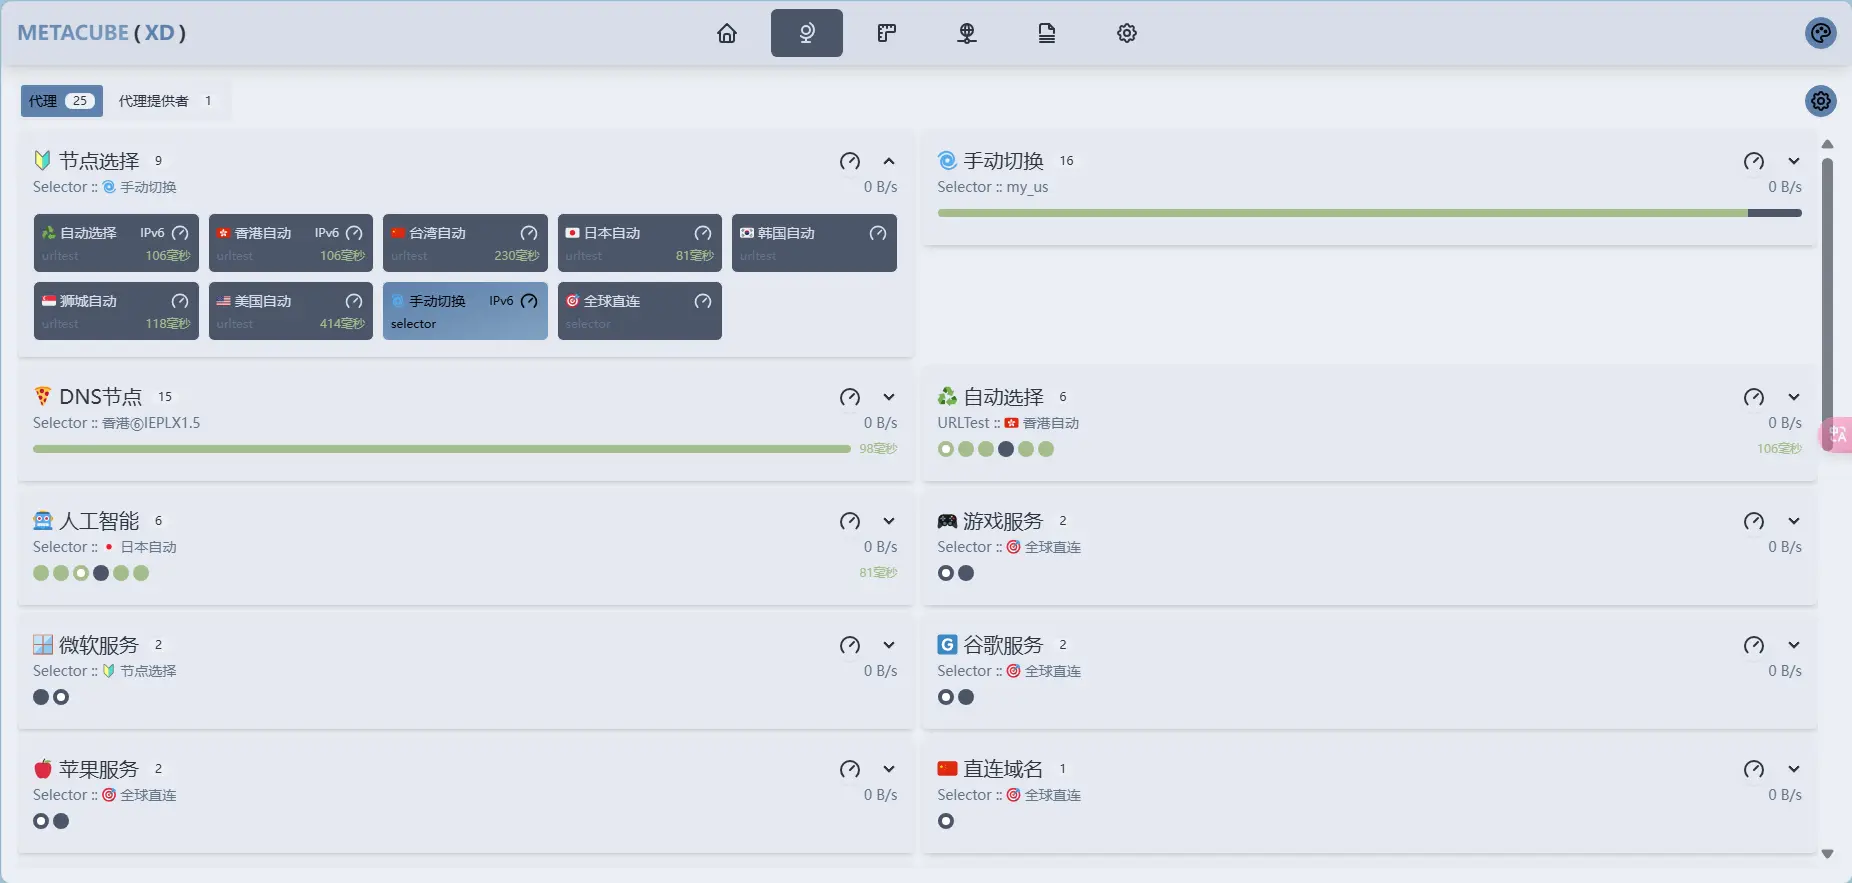 METACUBE ( XD )
代理 25 代理提供者 1
节点选择 9
Selector :: 手动切换 0 B/s
自动选择 IPv6
urltest 106毫秒
香港自动 IPv6
urltest 106毫秒
台湾自动
urltest 230毫秒
日本自动
urltest 81毫秒
韩国自动
urltest
狮城自动
urltest 118毫秒
美国自动
urltest 414毫秒
手动切换 IPv6
selector
全球直连
selector
手动切换 16
Selector :: my_us 0 B/s
DNS节点 15
Selector :: 香港⑥IEPLX1.5 0 B/s
98毫秒
自动选择 6
URLTest :: 香港自动 0 B/s
106毫秒
人工智能 6
Selector :: 日本自动 0 B/s
81毫秒
游戏服务 2
Selector :: 全球直连 0 B/s
微软服务 2
Selector :: 节点选择 0 B/s
G 谷歌服务 2
Selector :: 全球直连 0 B/s
苹果服务 2
Selector :: 全球直连 0 B/s
直连域名 1
Selector :: 全球直连 0 B/s